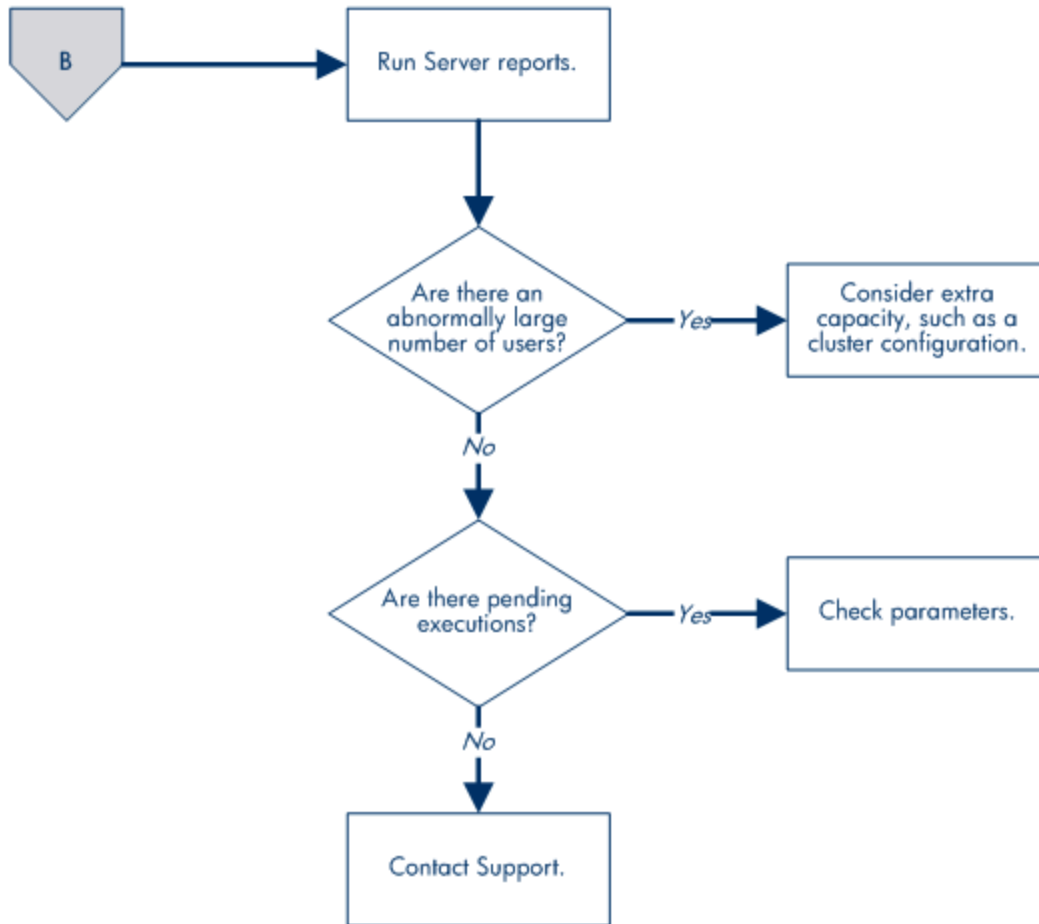 B
Run Server reports.
Are there an
abnormally large
number of users?
Yes
Consider extra
capacity, such as a
cluster configuration.
No
Are there pending
executions?
Yes
Check parameters.
No
Contact Support.